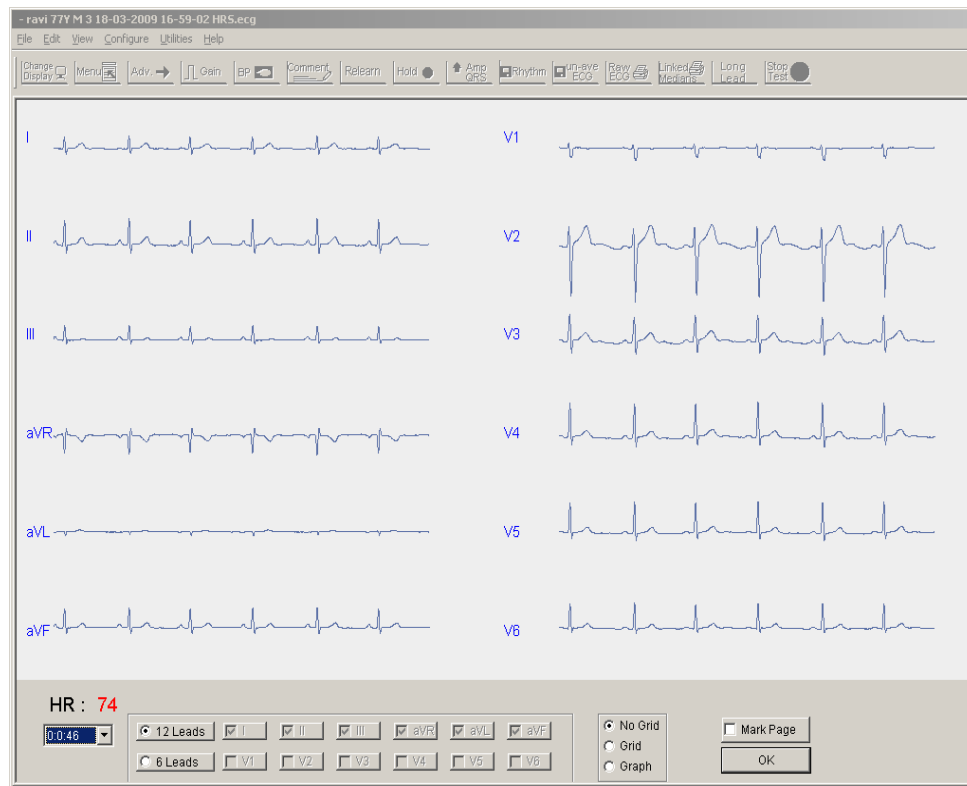 - ravi 77Y M 3 18-03-2009 16-59-02 HRS.ecg
File Edit View Configure Utilities Help
Change Display Menu Adv. Gain BP Comment Relearn Hold Amp QRS Rhythm un-ave ECG Raw ECG Linked Medians Long Lead Stop Test
I V1
II V2
III V3
aVR V4
aVL V5
aVF V6
HR : 74
0:0:46
12 Leads I II III aVR aVL aVF
6 Leads V1 V2 V3 V4 V5 V6
No Grid
Grid
Graph
Mark Page
OK